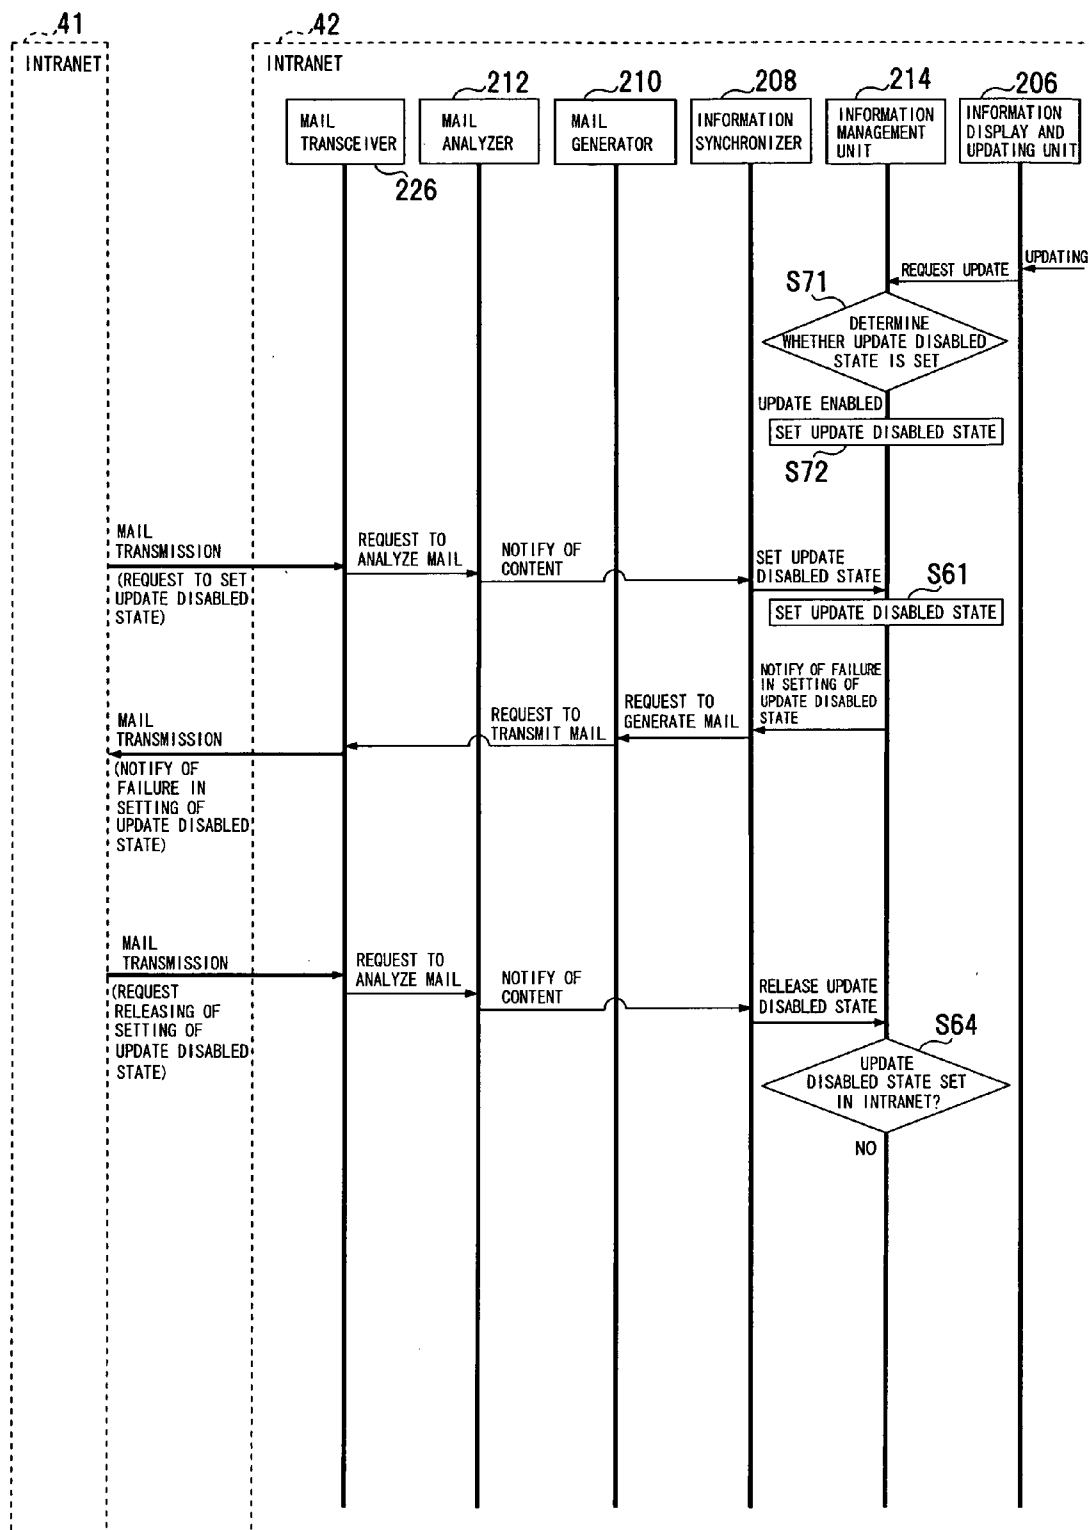 41
42
INTRANET
INTRANET
212
210
208
214
206
MAIL
TRANSCEIVER
226
MAIL
ANALYZER
MAIL
GENERATOR
INFORMATION
SYNCHRONIZER
INFORMATION
MANAGEMENT
UNIT
INFORMATION
DISPLAY AND
UPDATING UNIT
UPDATING
REQUEST UPDATE
S71
DETERMINE
WHETHER UPDATE DISABLED
STATE IS SET
UPDATE ENABLED
SET UPDATE DISABLED STATE
S72
MAIL
TRANSMISSION
(REQUEST TO SET
UPDATE DISABLED
STATE)
REQUEST TO
ANALYZE MAIL
NOTIFY OF
CONTENT
SET UPDATE
DISABLED STATE
S61
SET UPDATE DISABLED STATE
NOTIFY OF FAILURE
IN SETTING OF
UPDATE DISABLED
STATE
REQUEST TO
GENERATE MAIL
REQUEST TO
TRANSMIT MAIL
MAIL
TRANSMISSION
(NOTIFY OF
FAILURE IN
SETTING OF
UPDATE DISABLED
STATE)
MAIL
TRANSMISSION
(REQUEST
RELEASING OF
SETTING OF
UPDATE DISABLED
STATE)
REQUEST TO
ANALYZE MAIL
NOTIFY OF
CONTENT
RELEASE UPDATE
DISABLED STATE
S64
UPDATE
DISABLED STATE SET
IN INTRANET?
NO